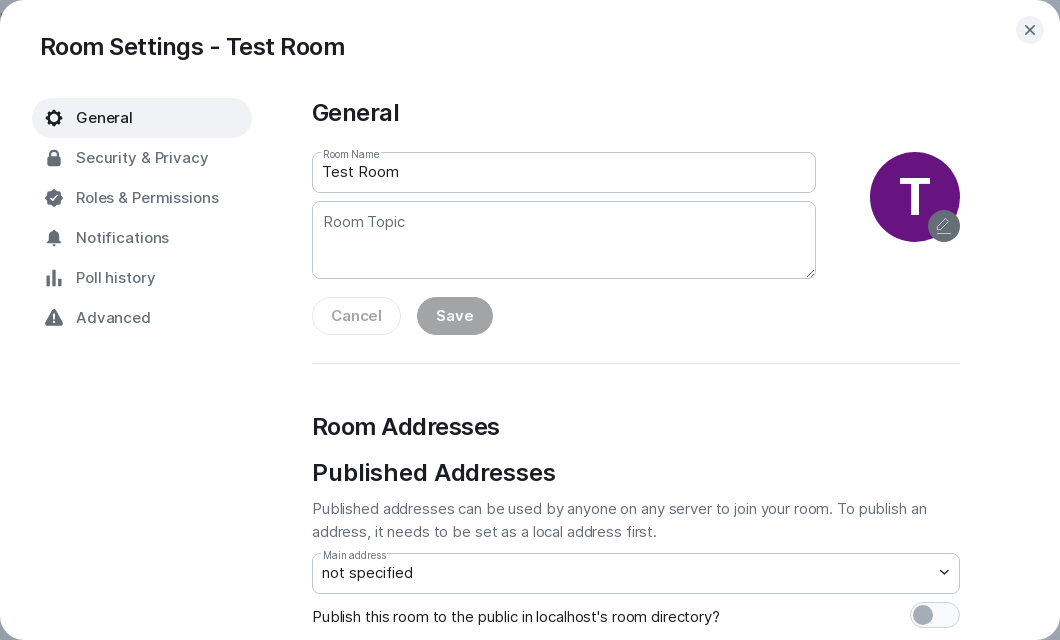 Room Settings - Test Room
General
Security & Privacy
Roles & Permissions
Notifications
Poll history
Advanced
General
Room Name
Test Room
T
Room Topic
Cancel
Save
Room Addresses
Published Addresses
Published addresses can be used by anyone on any server to join your room. To publish an
address, it needs to be set as a local address first.
Main address
not specified
Publish this room to the public in localhost's room directory?